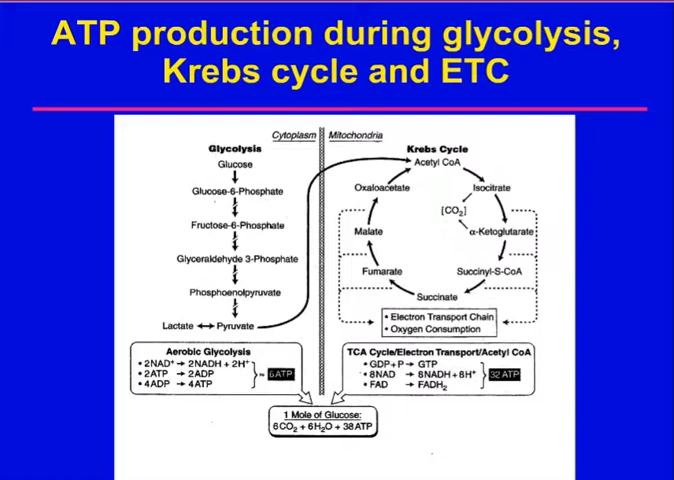 ATP production during glycolysis,
Krebs cycle and ETC
Cytoplasm
Mitochondria
Glycolysis
Glucose
Glucose-6-Phosphate
Fructose-6-Phosphate
Glyceraldehyde 3-Phosphate
Phosphoenolpyruvate
Lactate ↔ Pyruvate
Krebs Cycle
Acetyl CoA
Oxaloacetate
Isocitrate
[CO₂]
Malate
α-Ketoglutarate
Fumarate
Succinyl-S-CoA
Succinate
• Electron Transport Chain
• Oxygen Consumption
Aerobic Glycolysis
• 2NAD⁺ → 2NADH + 2H⁺
• 2ATP → 2ADP
• 4ADP → 4ATP
= 6ATP
TCA Cycle/Electron Transport/Acetyl CoA
• GDP+P → GTP
• 8NAD → 8NADH+8H⁺
• FAD → FADH₂
32 ATP
1 Mole of Glucose:
6CO₂ + 6H₂O + 38ATP